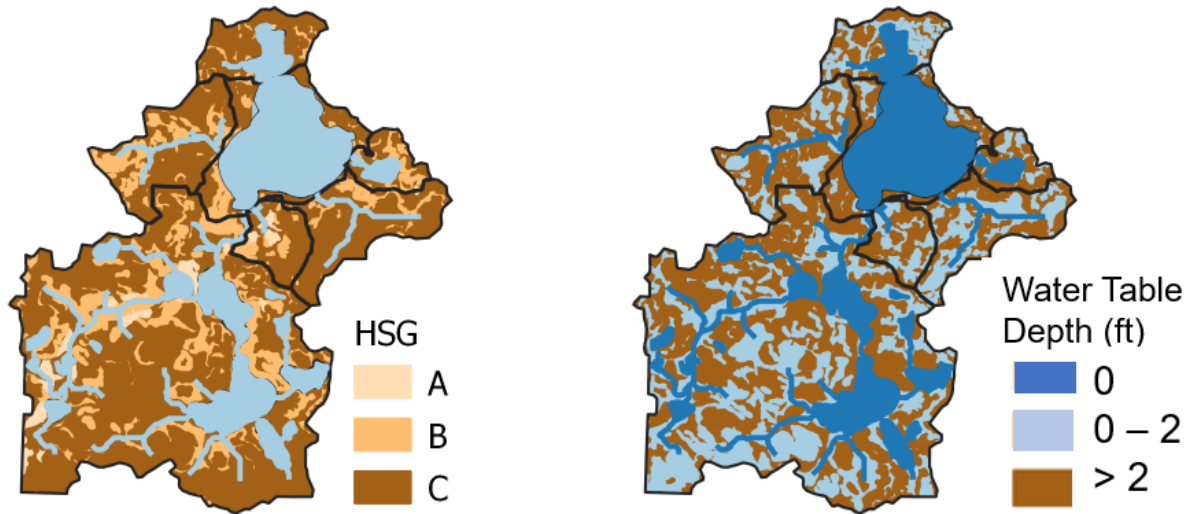 HSG
A
B
C
Water Table
Depth (ft)
0
0 – 2
> 2